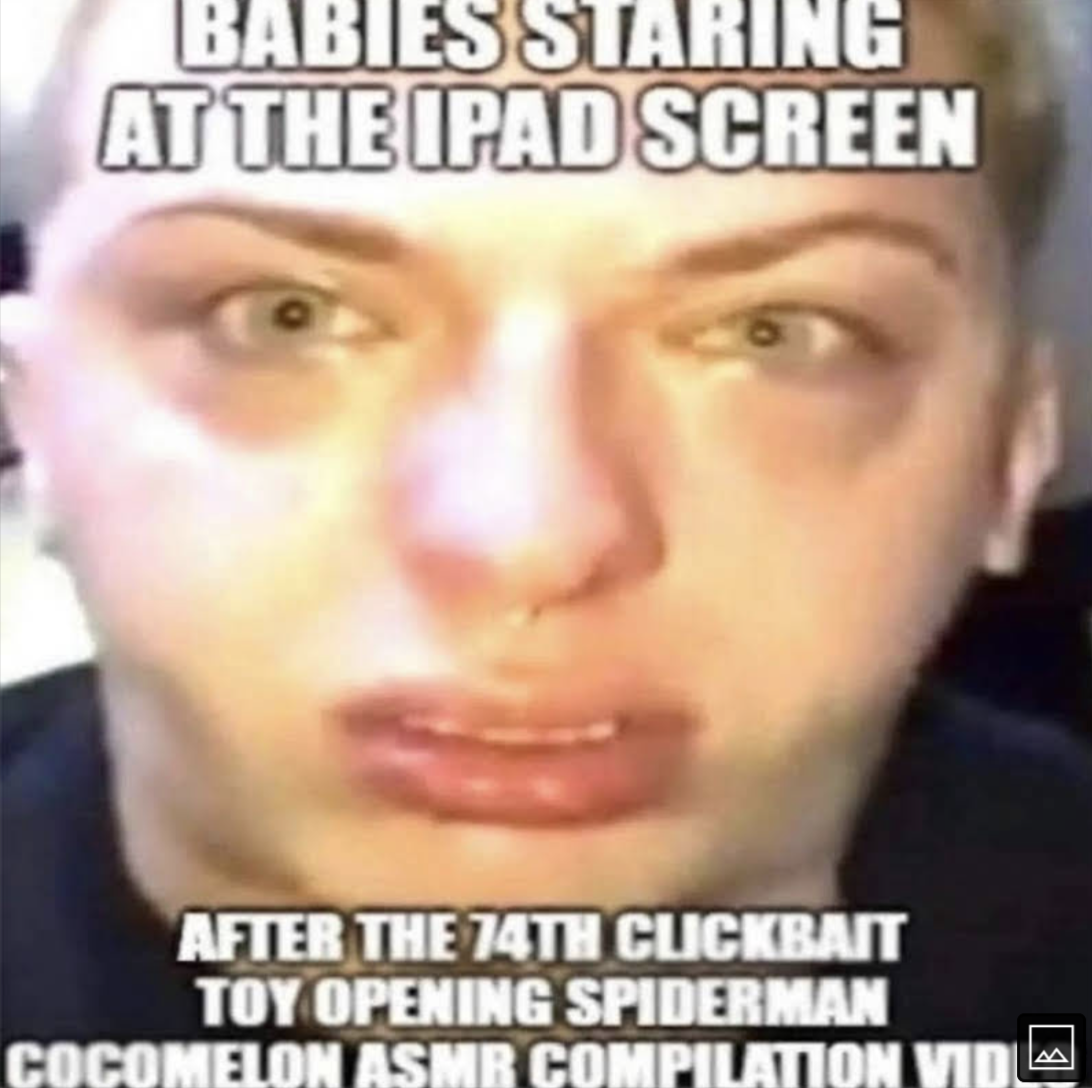 BABIES STARING
AT THE IPAD SCREEN
AFTER THE 74TH CLICKBAIT
TOY OPENING SPIDERMAN
COCOMELON ASMR COMPILATION